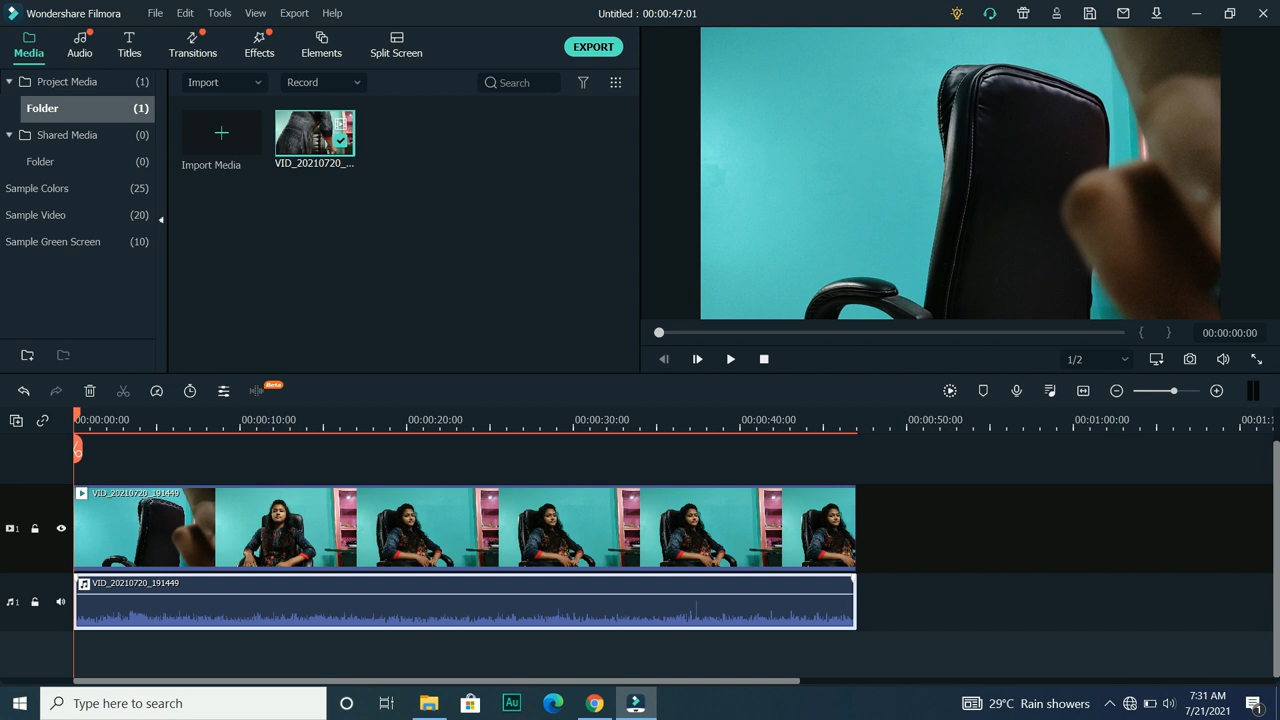 Wondershare Filmora File Edit Tools View Export Help Untitled : 00:00:47:01
Media Audio Titles Transitions Effects Elements Split Screen EXPORT
Project Media (1) Import Record Search
Folder (1)
Shared Media (0)
Folder (0)
Import Media VID_20210720_...
Sample Colors (25)
Sample Video (20)
Sample Green Screen (10)
00:00:00:00
1/2
Beta
00:00:00:00 00:00:10:00 00:00:20:00 00:00:30:00 00:00:40:00 00:00:50:00 00:01:00:00 00:01:1
VID_20210720_191449
1
VID_20210720_191449
1
Type here to search Au 29°C Rain showers 7:31 AM
7/21/2021 1